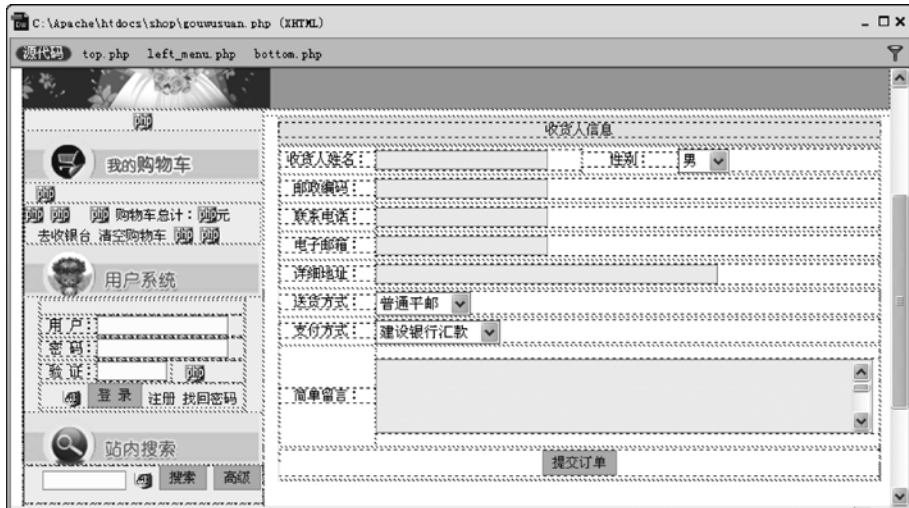 C:\Apache\htdocs\shop\gouwusuan.php (XHTML)
源代码 top.php left_menu.php bottom.php
php
我的购物车
php
php php php 购物车总计：php元
去收银台 清空购物车 php php
用户系统
用 户：
密 码：
验 证： php
登 录 注册 找回密码
站内搜索
搜索 高级
收货人信息
收货人姓名： 性别： 男
邮政编码：
联系电话：
电子邮箱：
详细地址：
送货方式： 普通平邮
支付方式： 建设银行汇款
简单留言：
提交订单